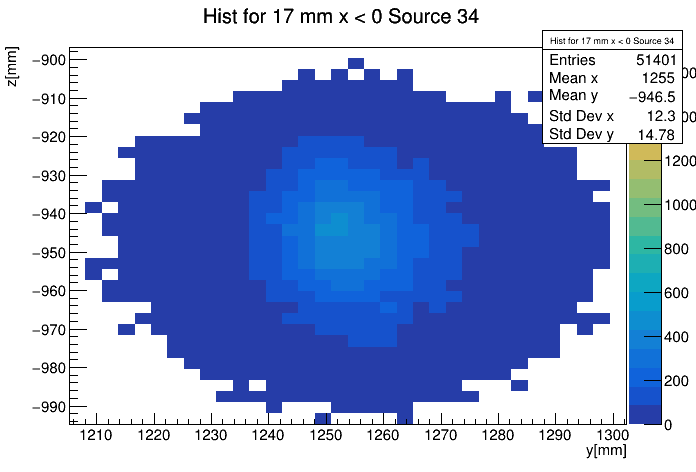 Hist for 17 mm x < 0 Source 34
Hist for 17 mm x < 0 Source 34
Entries 51401
Mean x 1255
Mean y −946.5
Std Dev x 12.3
Std Dev y 14.78
z[mm]
−900
−910
−920
−930
−940
−950
−960
−970
−980
−990
1210 1220 1230 1240 1250 1260 1270 1280 1290 1300
y[mm]
1200
1000
800
600
400
200
0